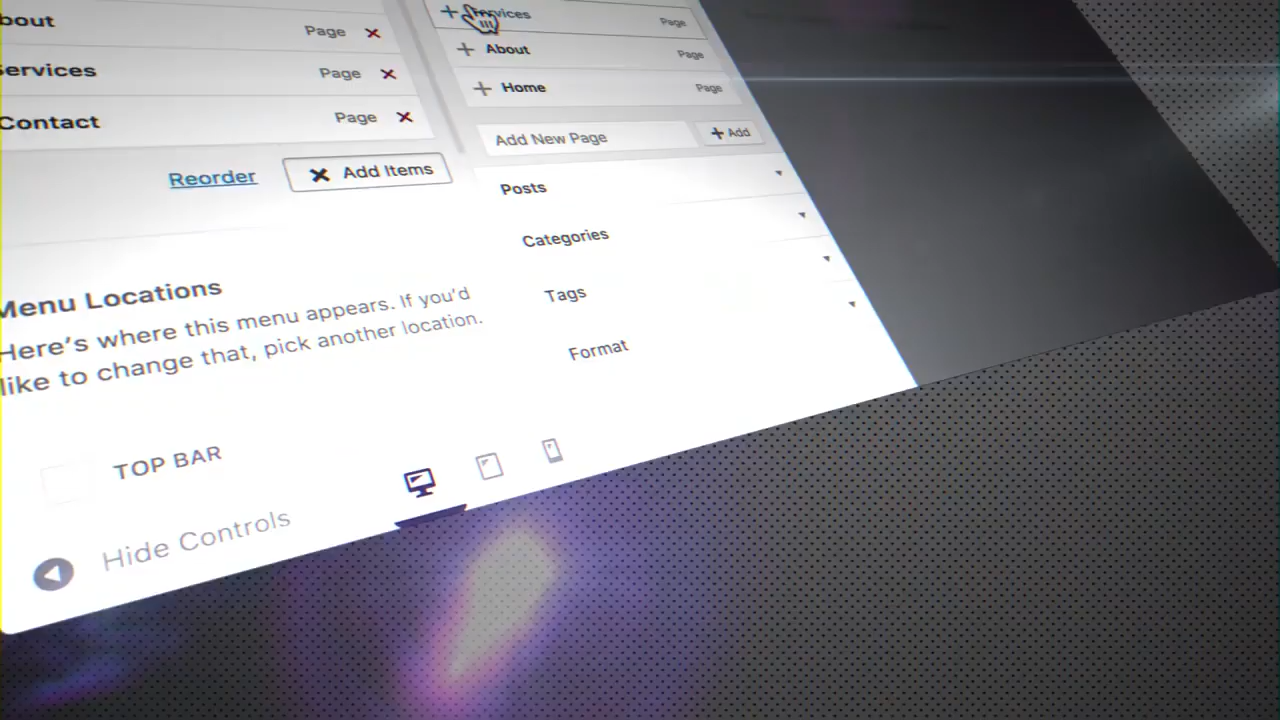 bout Page
ervices Page
Contact Page
Reorder Add Items
Menu Locations
Here's where this menu appears. If you'd
like to change that, pick another location.
TOP BAR
Hide Controls
Services Page
About Page
Home Page
Add New Page Add
Posts
Categories
Tags
Format